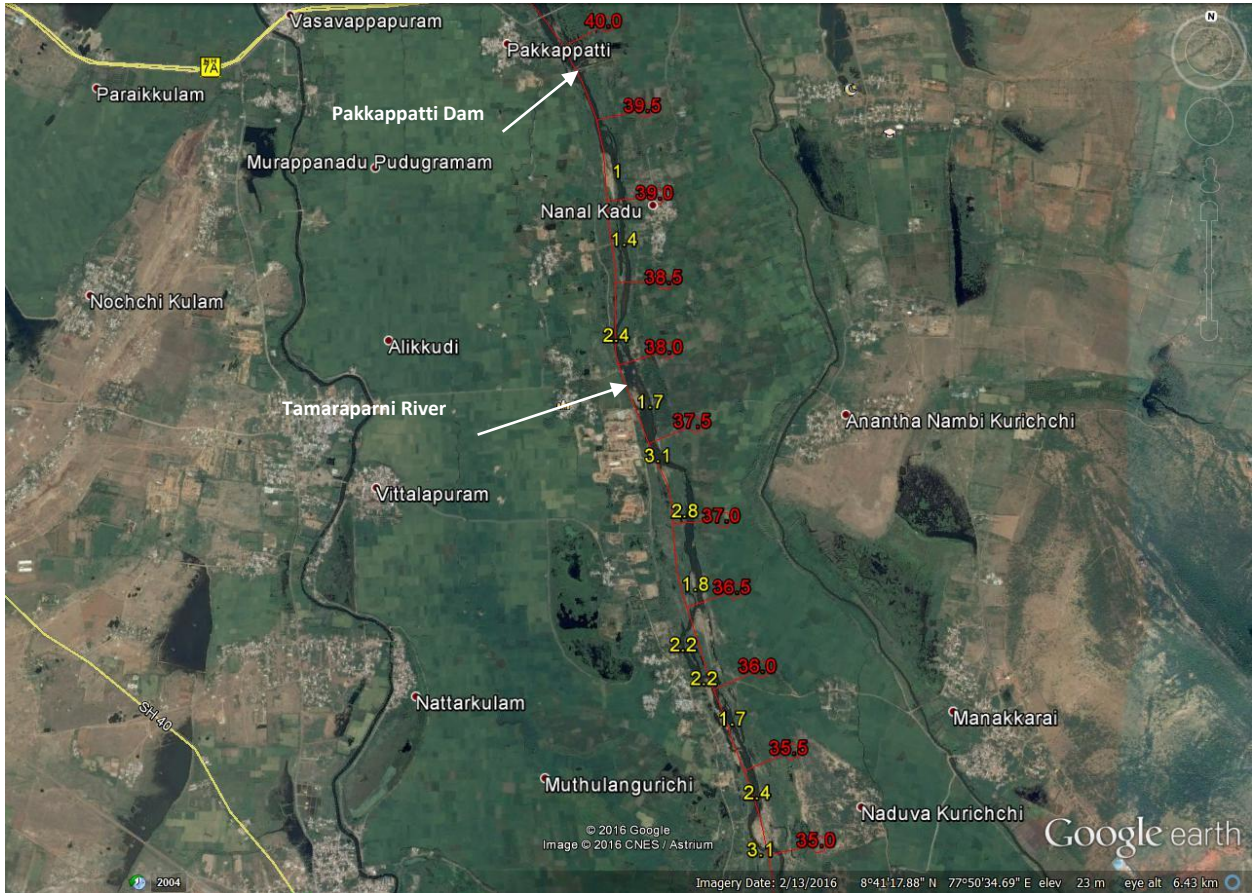 Vasavappapuram
40.0
N
Pakkappatti
7A
Paraikkulam
39.5
Pakkappatti Dam
Murappanadu Pudugramam
1
39.0
Nanal Kadu
1.4
38.5
Nochchi Kulam
2.4
Alikkudi
38.0
Tamaraparni River
1.7
37.5
Anantha Nambi Kurichchi
3.1
Vittalapuram
2.8
37.0
1.8
36.5
2.2
36.0
2.2
Nattarkulam
SH 40
1.7
Manakkarai
35.5
Muthulangurichi
2.4
Naduva Kurichchi
© 2016 Google
Image © 2016 CNES / Astrium
3.1
35.0
Google earth
2004
Imagery Date: 2/13/2016 8°41'17.88" N 77°50'34.69" E elev 23 m eye alt 6.43 km